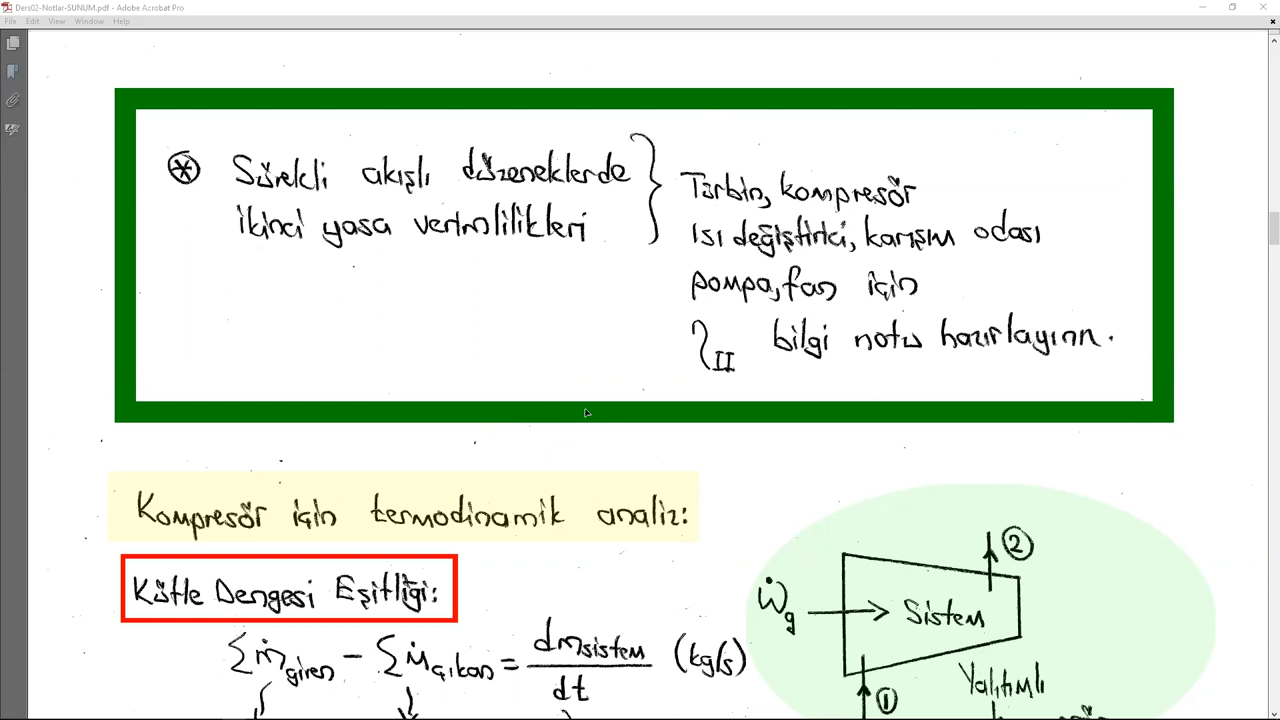 Ders02-Notlar-SUNUM.pdf - Adobe Acrobat Pro
File Edit View Window Help
* Sürekli akışlı düzeneklerde
ikinci yasa verimlilikleri
Türbin, kompresör
ısı değiştirici, karışım odası
pompa, fan için
η_II bilgi notu hazırlayınız.
Kompresör için termodinamik analiz:
Kütle Dengesi Eşitliği:
Σṁgiren − Σṁçıkan = dmsistem/dt (kg/s)
2
Ẇg
Sistem
1
Yalıtımlı